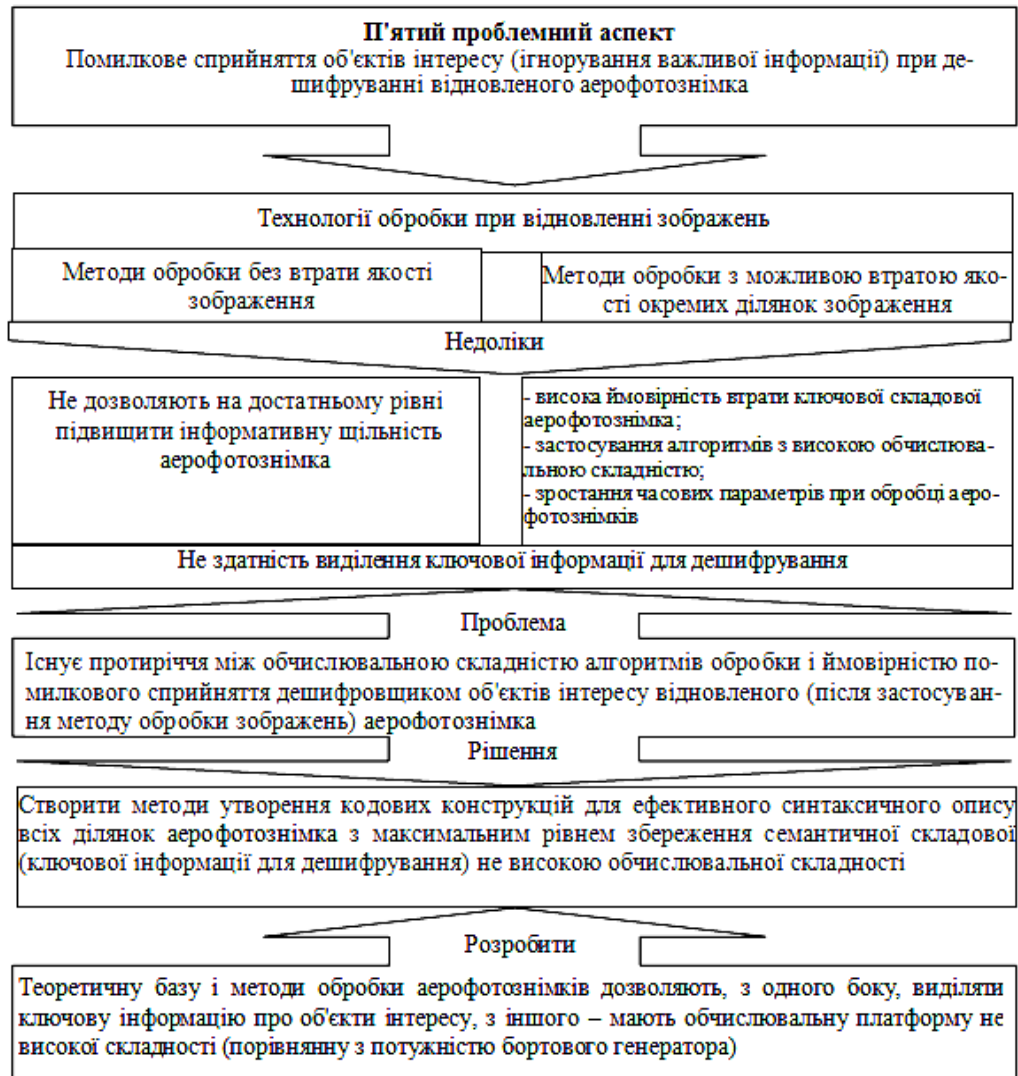 П'ятий проблемний аспект
Помилкове сприйняття об'єктів інтересу (ігнорування важливої інформації) при де-
шифруванні відновленого аерофотознімка
Технології обробки при відновленні зображень
Методи обробки без втрати якості
зображення
Методи обробки з можливою втратою яко-
сті окремих ділянок зображення
Недоліки
Не дозволяють на достатньому рівні
підвищити інформативну щільність
аерофотознімка
- висока ймовірність втрати ключової складової
аерофотознімка;
- застосування алгоритмів з високою обчислюва-
льною складністю;
- зростання часових параметрів при обробці аеро-
фотознімків
Не здатність виділення ключової інформації для дешифрування
Проблема
Існує протиріччя між обчислювальною складністю алгоритмів обробки і ймовірністю по-
милкового сприйняття дешифровщиком об'єктів інтересу відновленого (після застосуван-
ня методу обробки зображень) аерофотознімка
Рішення
Створити методи утворення кодових конструкцій для ефективного синтаксичного опису
всіх ділянок аерофотознімка з максимальним рівнем збереження семантичної складової
(ключової інформації для дешифрування) не високою обчислювальної складності
Розробити
Теоретичну базу і методи обробки аерофотознімків дозволяють, з одного боку, виділяти
ключову інформацію про об'єкти інтересу, з іншого – мають обчислювальну платформу не
високої складності (порівнянну з потужністю бортового генератора)